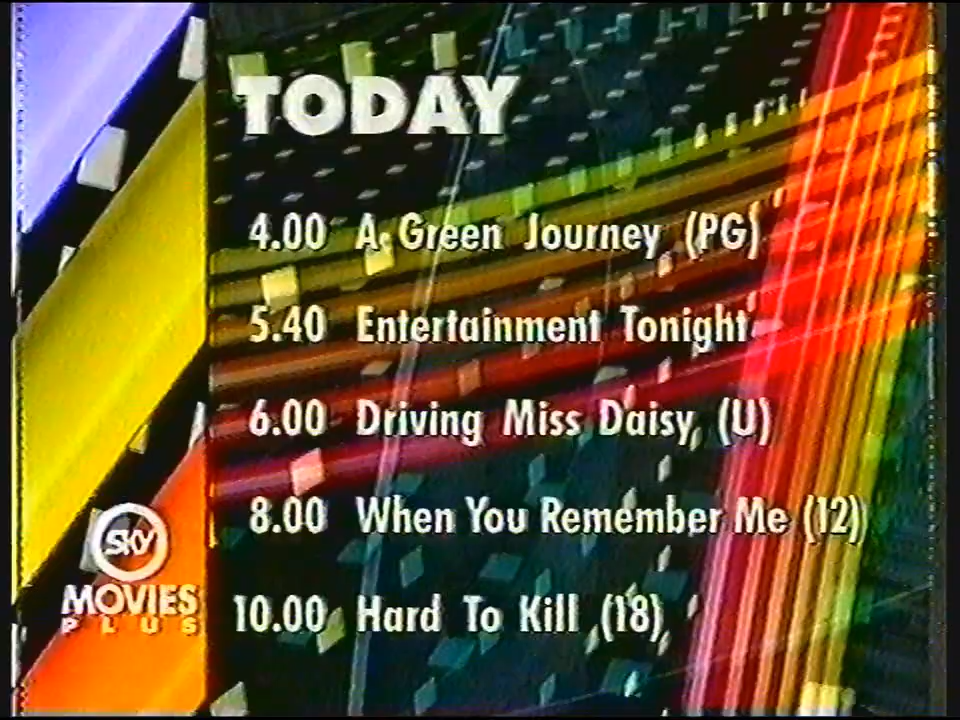 TODAY
4.00 A Green Journey (PG)
5.40 Entertainment Tonight
6.00 Driving Miss Daisy (U)
8.00 When You Remember Me (12)
10.00 Hard To Kill (18)
SKY
MOVIES
PLUS